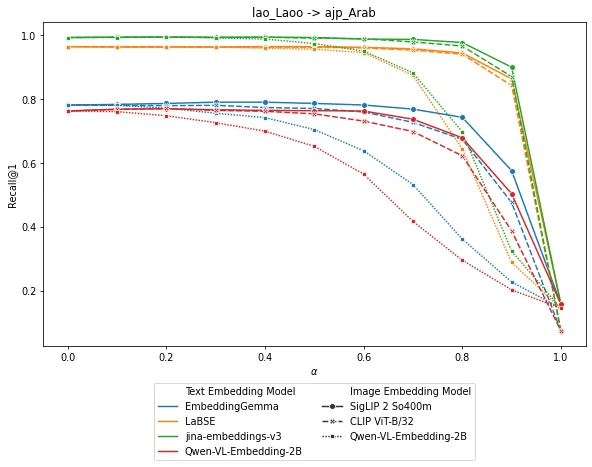 lao_Laoo -> ajp_Arab
Recall@1
1.0
0.8
0.6
0.4
0.2
0.0 0.2 0.4 0.6 0.8 1.0
α
Text Embedding Model Image Embedding Model
EmbeddingGemma SigLIP 2 So400m
LaBSE CLIP ViT-B/32
jina-embeddings-v3 Qwen-VL-Embedding-2B
Qwen-VL-Embedding-2B